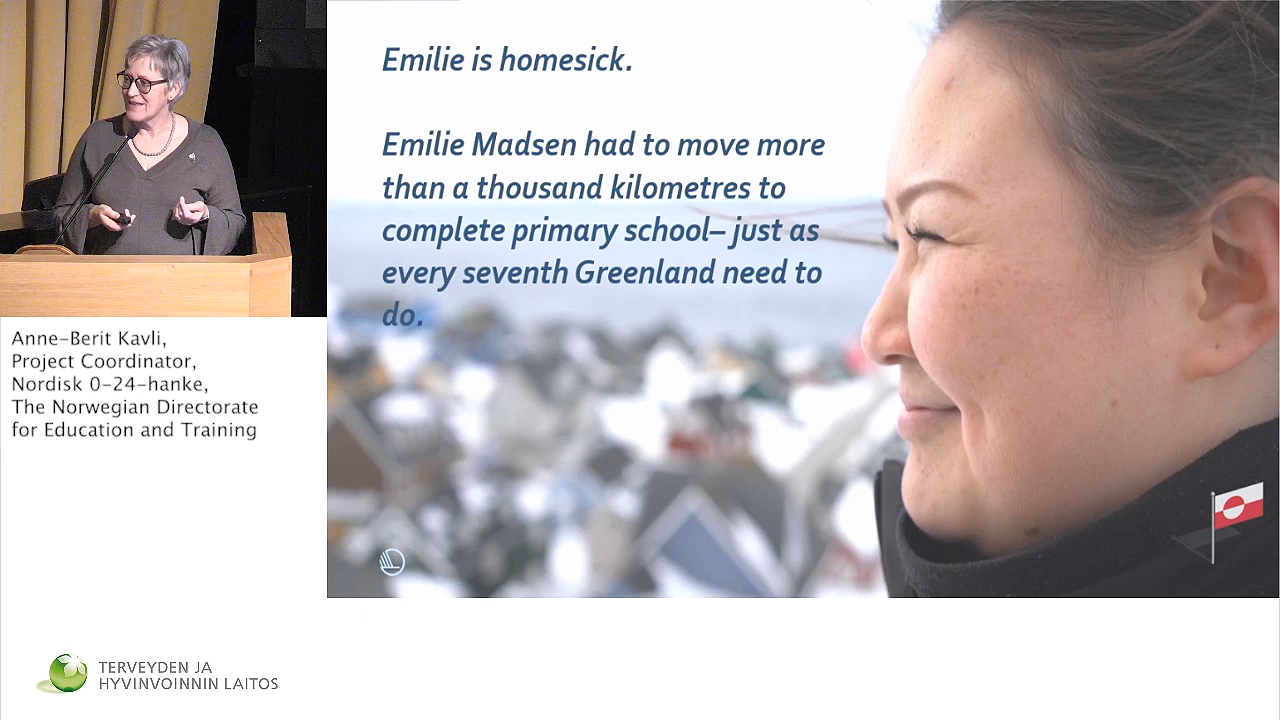 Emilie is homesick.
Emilie Madsen had to move more
than a thousand kilometres to
complete primary school– just as
every seventh Greenland need to
do.
Anne-Berit Kavli,
Project Coordinator,
Nordisk 0-24-hanke,
The Norwegian Directorate
for Education and Training
TERVEYDEN JA
HYVINVOINNIN LAITOS